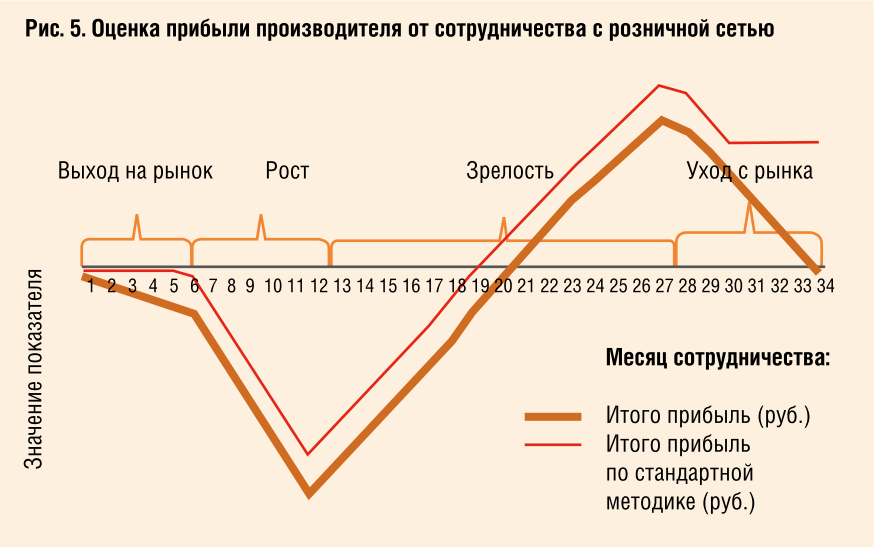 Рис. 5. Оценка прибыли производителя от сотрудничества с розничной сетью
Выход на рынок Рост Зрелость Уход с рынка
Значение показателя
1 2 3 4 5 6 7 8 9 10 11 12 13 14 15 16 17 18 19 20 21 22 23 24 25 26 27 28 29 30 31 32 33 34
Месяц сотрудничества:
Итого прибыль (руб.)
Итого прибыль
по стандартной
методике (руб.)